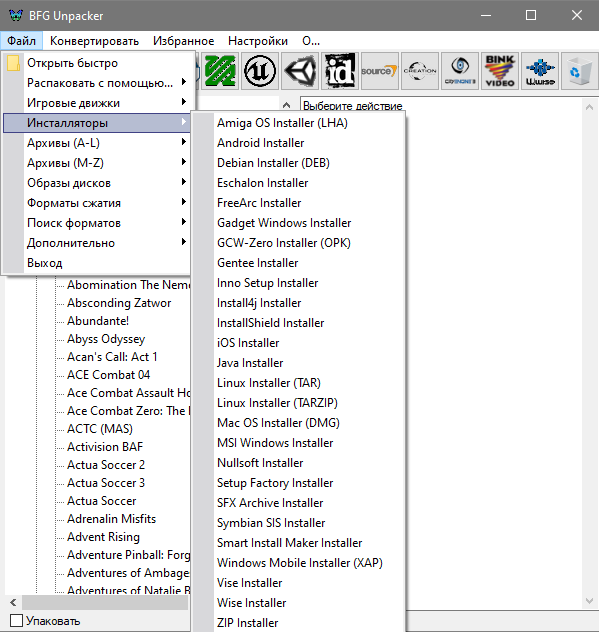 BFG Unpacker
Файл Конвертировать Избранное Настройки О...
id source CREATION CRYENGINE 3 BINK VIDEO Wwise
Выберите действие
Открыть быстро
Распаковать с помощью...
Игровые движки
Инсталляторы
Архивы (A-L)
Архивы (M-Z)
Образы дисков
Форматы сжатия
Поиск форматов
Дополнительно
Выход
Amiga OS Installer (LHA)
Android Installer
Debian Installer (DEB)
Eschalon Installer
FreeArc Installer
Gadget Windows Installer
GCW-Zero Installer (OPK)
Gentee Installer
Inno Setup Installer
Install4j Installer
InstallShield Installer
iOS Installer
Java Installer
Linux Installer (TAR)
Linux Installer (TARZIP)
Mac OS Installer (DMG)
MSI Windows Installer
Nullsoft Installer
Setup Factory Installer
SFX Archive Installer
Symbian SIS Installer
Smart Install Maker Installer
Windows Mobile Installer (XAP)
Vise Installer
Wise Installer
ZIP Installer
Abomination The Neme
Absconding Zatwor
Abundante!
Abyss Odyssey
Acan's Call: Act 1
ACE Combat 04
Ace Combat Assault Ho
Ace Combat Zero: The B
ACTC (MAS)
Activision BAF
Actua Soccer 2
Actua Soccer 3
Actua Soccer
Adrenalin Misfits
Advent Rising
Adventure Pinball: Forg
Adventures of Ambage
Adventures of Natalie B
Упаковать